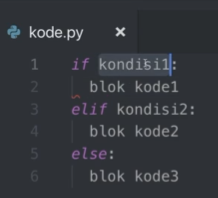 kode.py ×
1 if kondisi1:
2 blok kode1
3 elif kondisi2:
4 blok kode2
5 else:
6 blok kode3